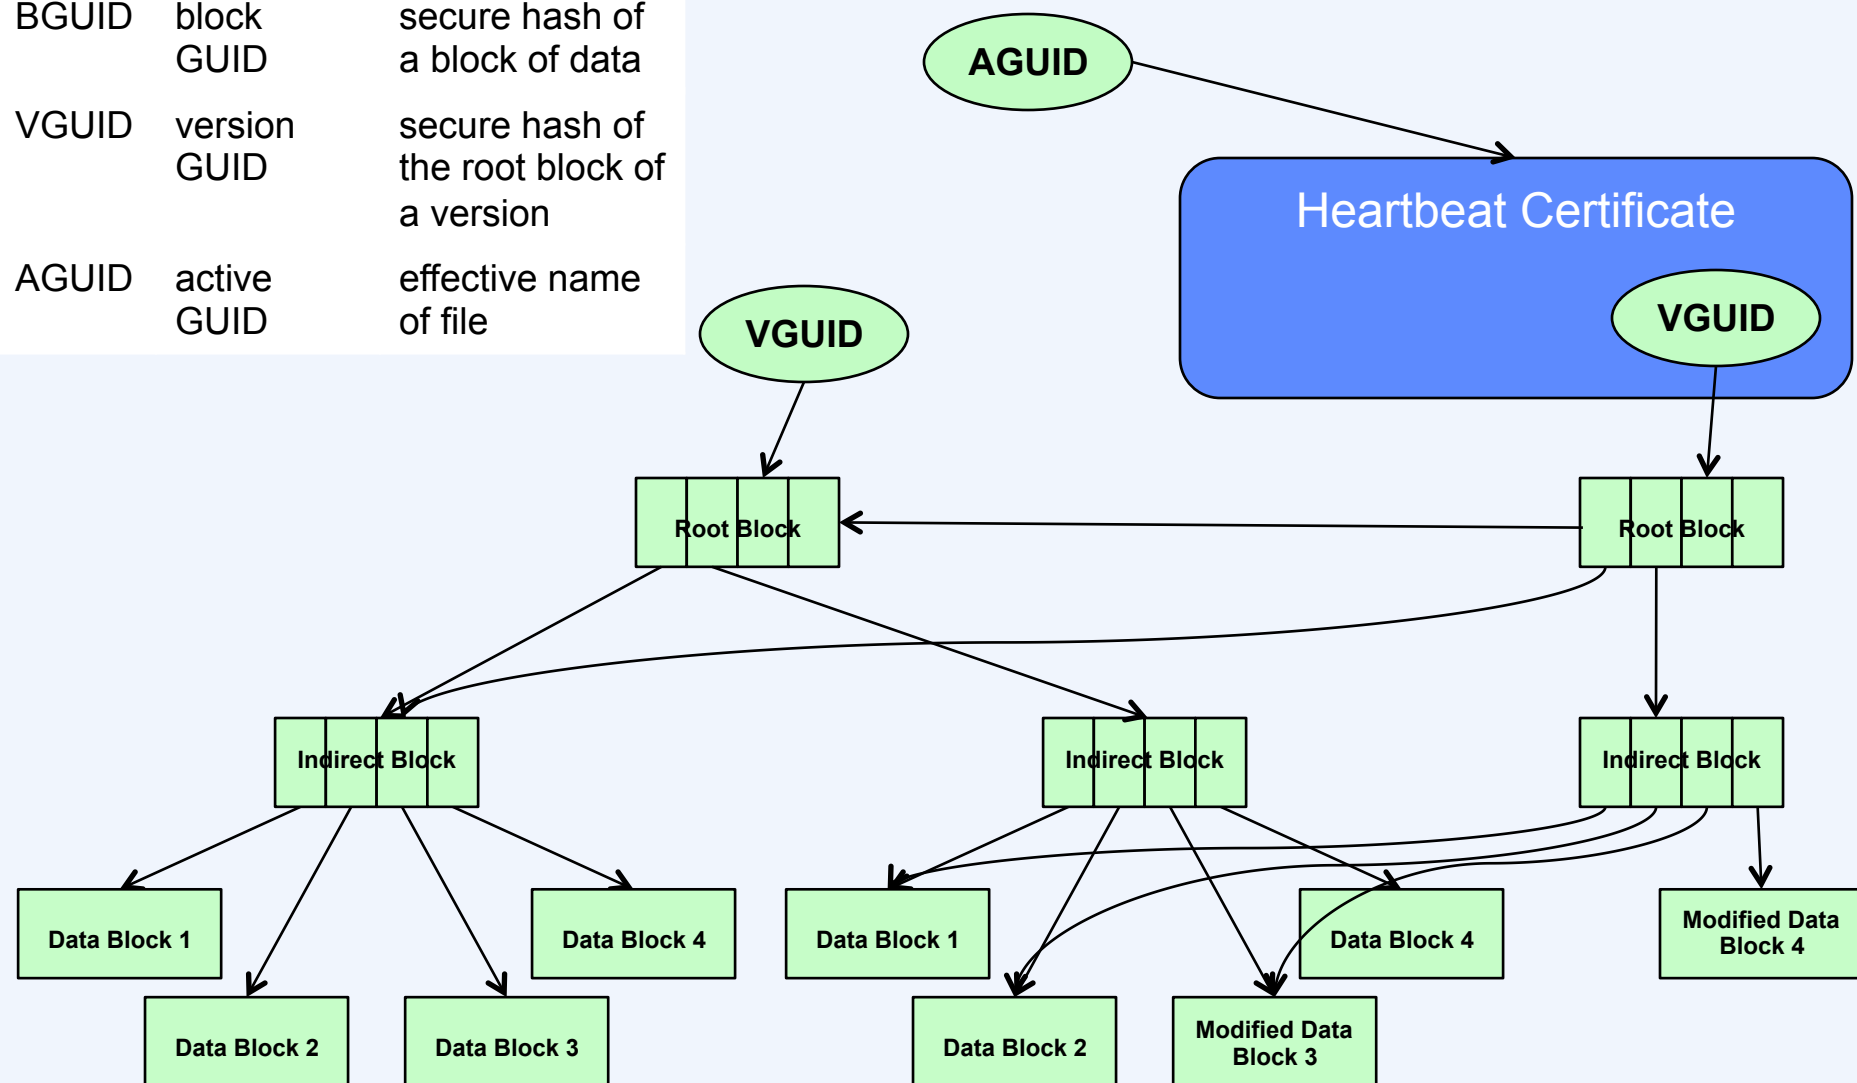 BGUID block secure hash of
GUID a block of data
VGUID version secure hash of
GUID the root block of
a version
AGUID active effective name
GUID of file
AGUID
Heartbeat Certificate
VGUID
VGUID
Root Block
Root Block
Indirect Block
Indirect Block
Indirect Block
Data Block 1
Data Block 4
Data Block 1
Data Block 4
Modified Data
Block 4
Data Block 2
Data Block 3
Data Block 2
Modified Data
Block 3